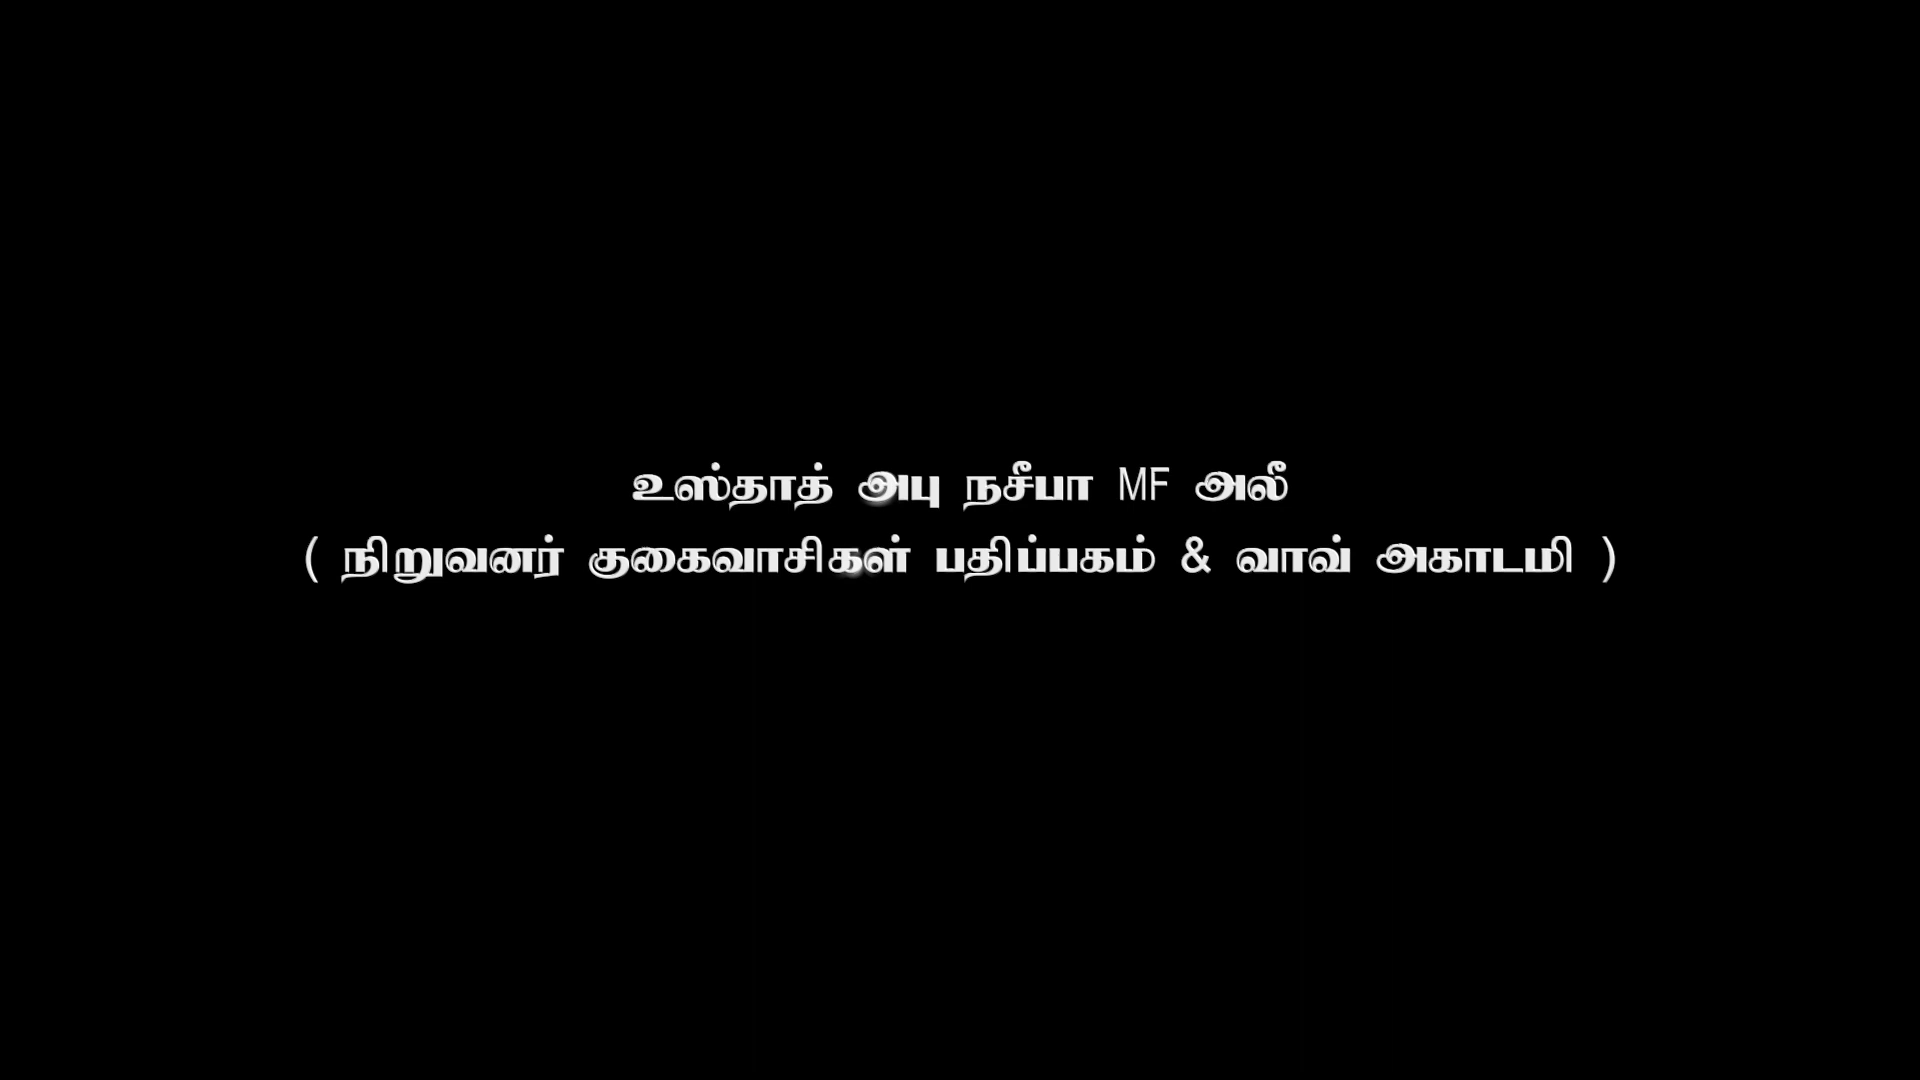 உஸ்தாத் அபு நசீபா MF அலீ
( நிறுவனர் குகைவாசிகள் பதிப்பகம் & வாவ் அகாடமி )